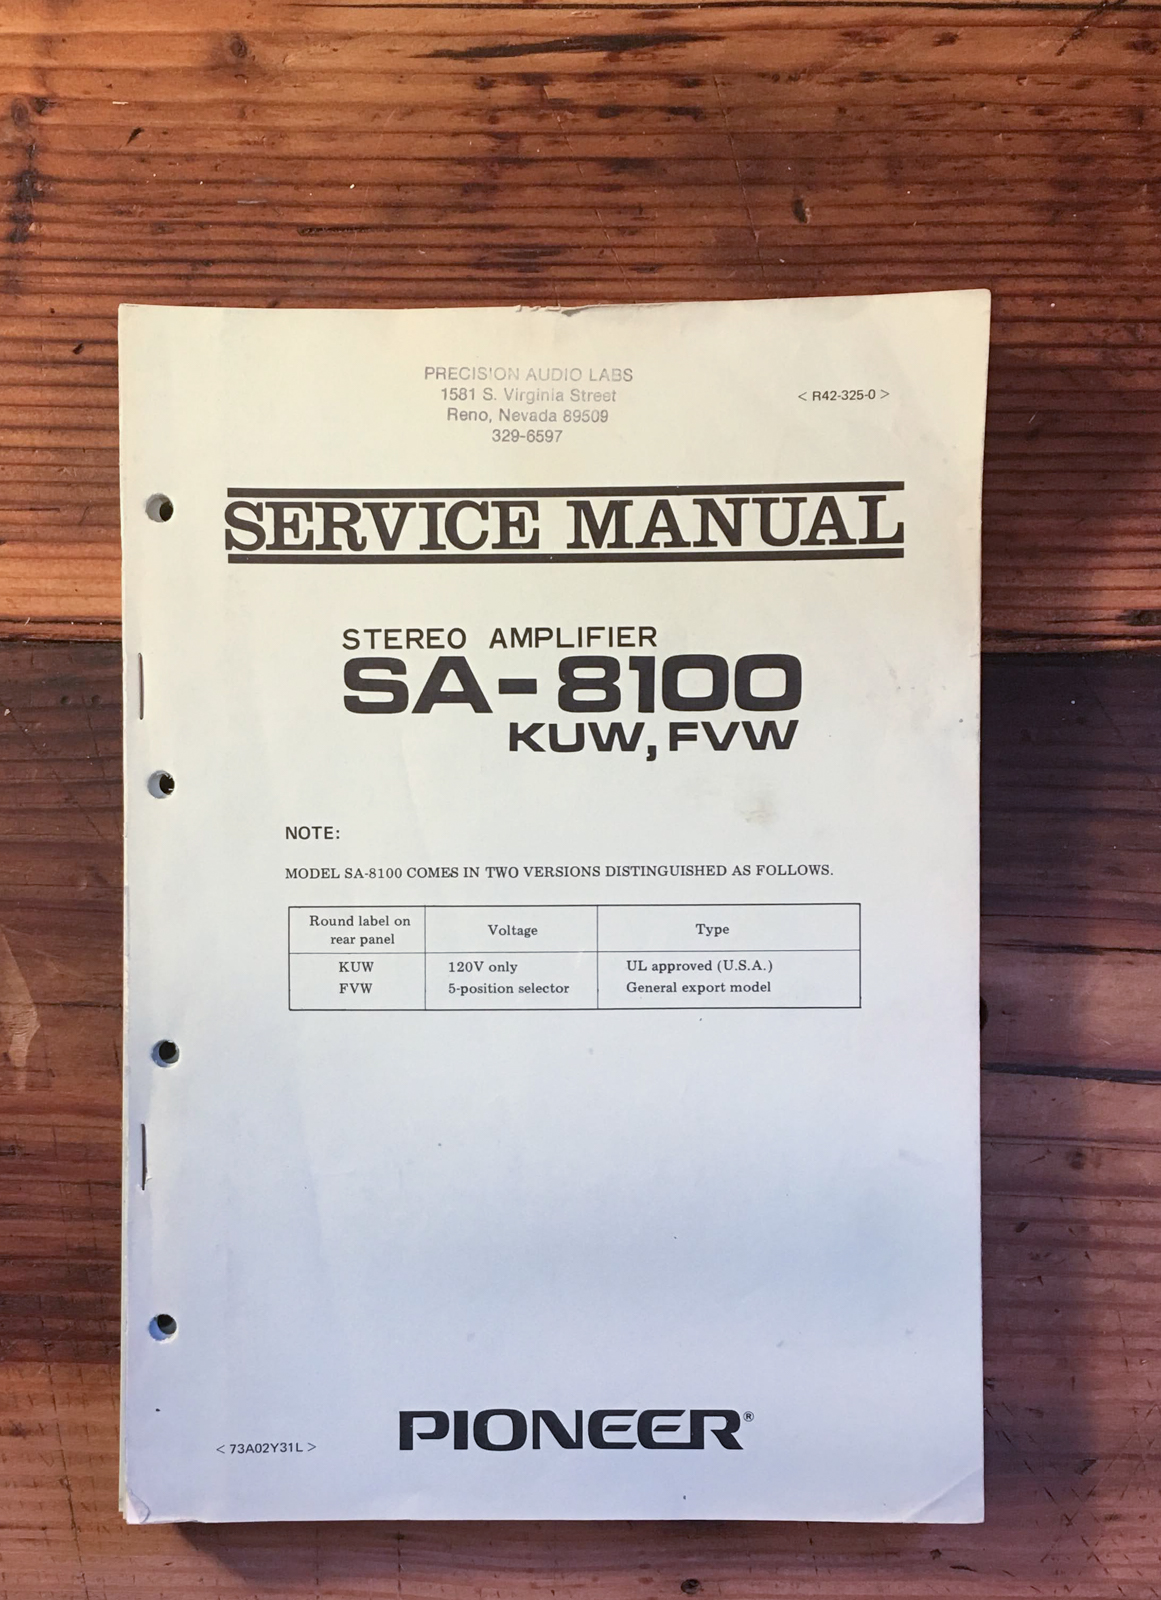 PRECISION AUDIO LABS
1581 S. Virginia Street
Reno, Nevada 89509
329-6597
< R42-325-0 >
SERVICE MANUAL
STEREO AMPLIFIER
SA-8100
KUW, FVW
NOTE:
MODEL SA-8100 COMES IN TWO VERSIONS DISTINGUISHED AS FOLLOWS.
Round label on
rear panel
Voltage
Type
KUW 120V only UL approved (U.S.A.)
FVW 5-position selector General export model
PIONEER®
< 73A02Y31L >